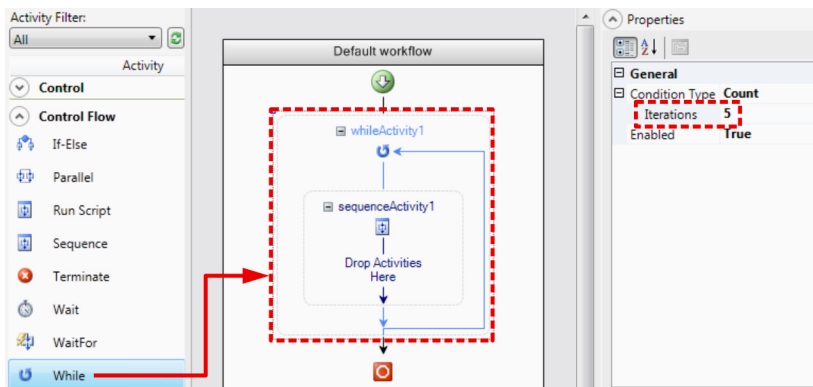 Activity Filter:
All
Activity
Control
Control Flow
If-Else
Parallel
Run Script
Sequence
Terminate
Wait
WaitFor
While
Default workflow
whileActivity1
sequenceActivity1
Drop Activities
Here
Properties
General
Condition Type Count
Iterations 5
Enabled True